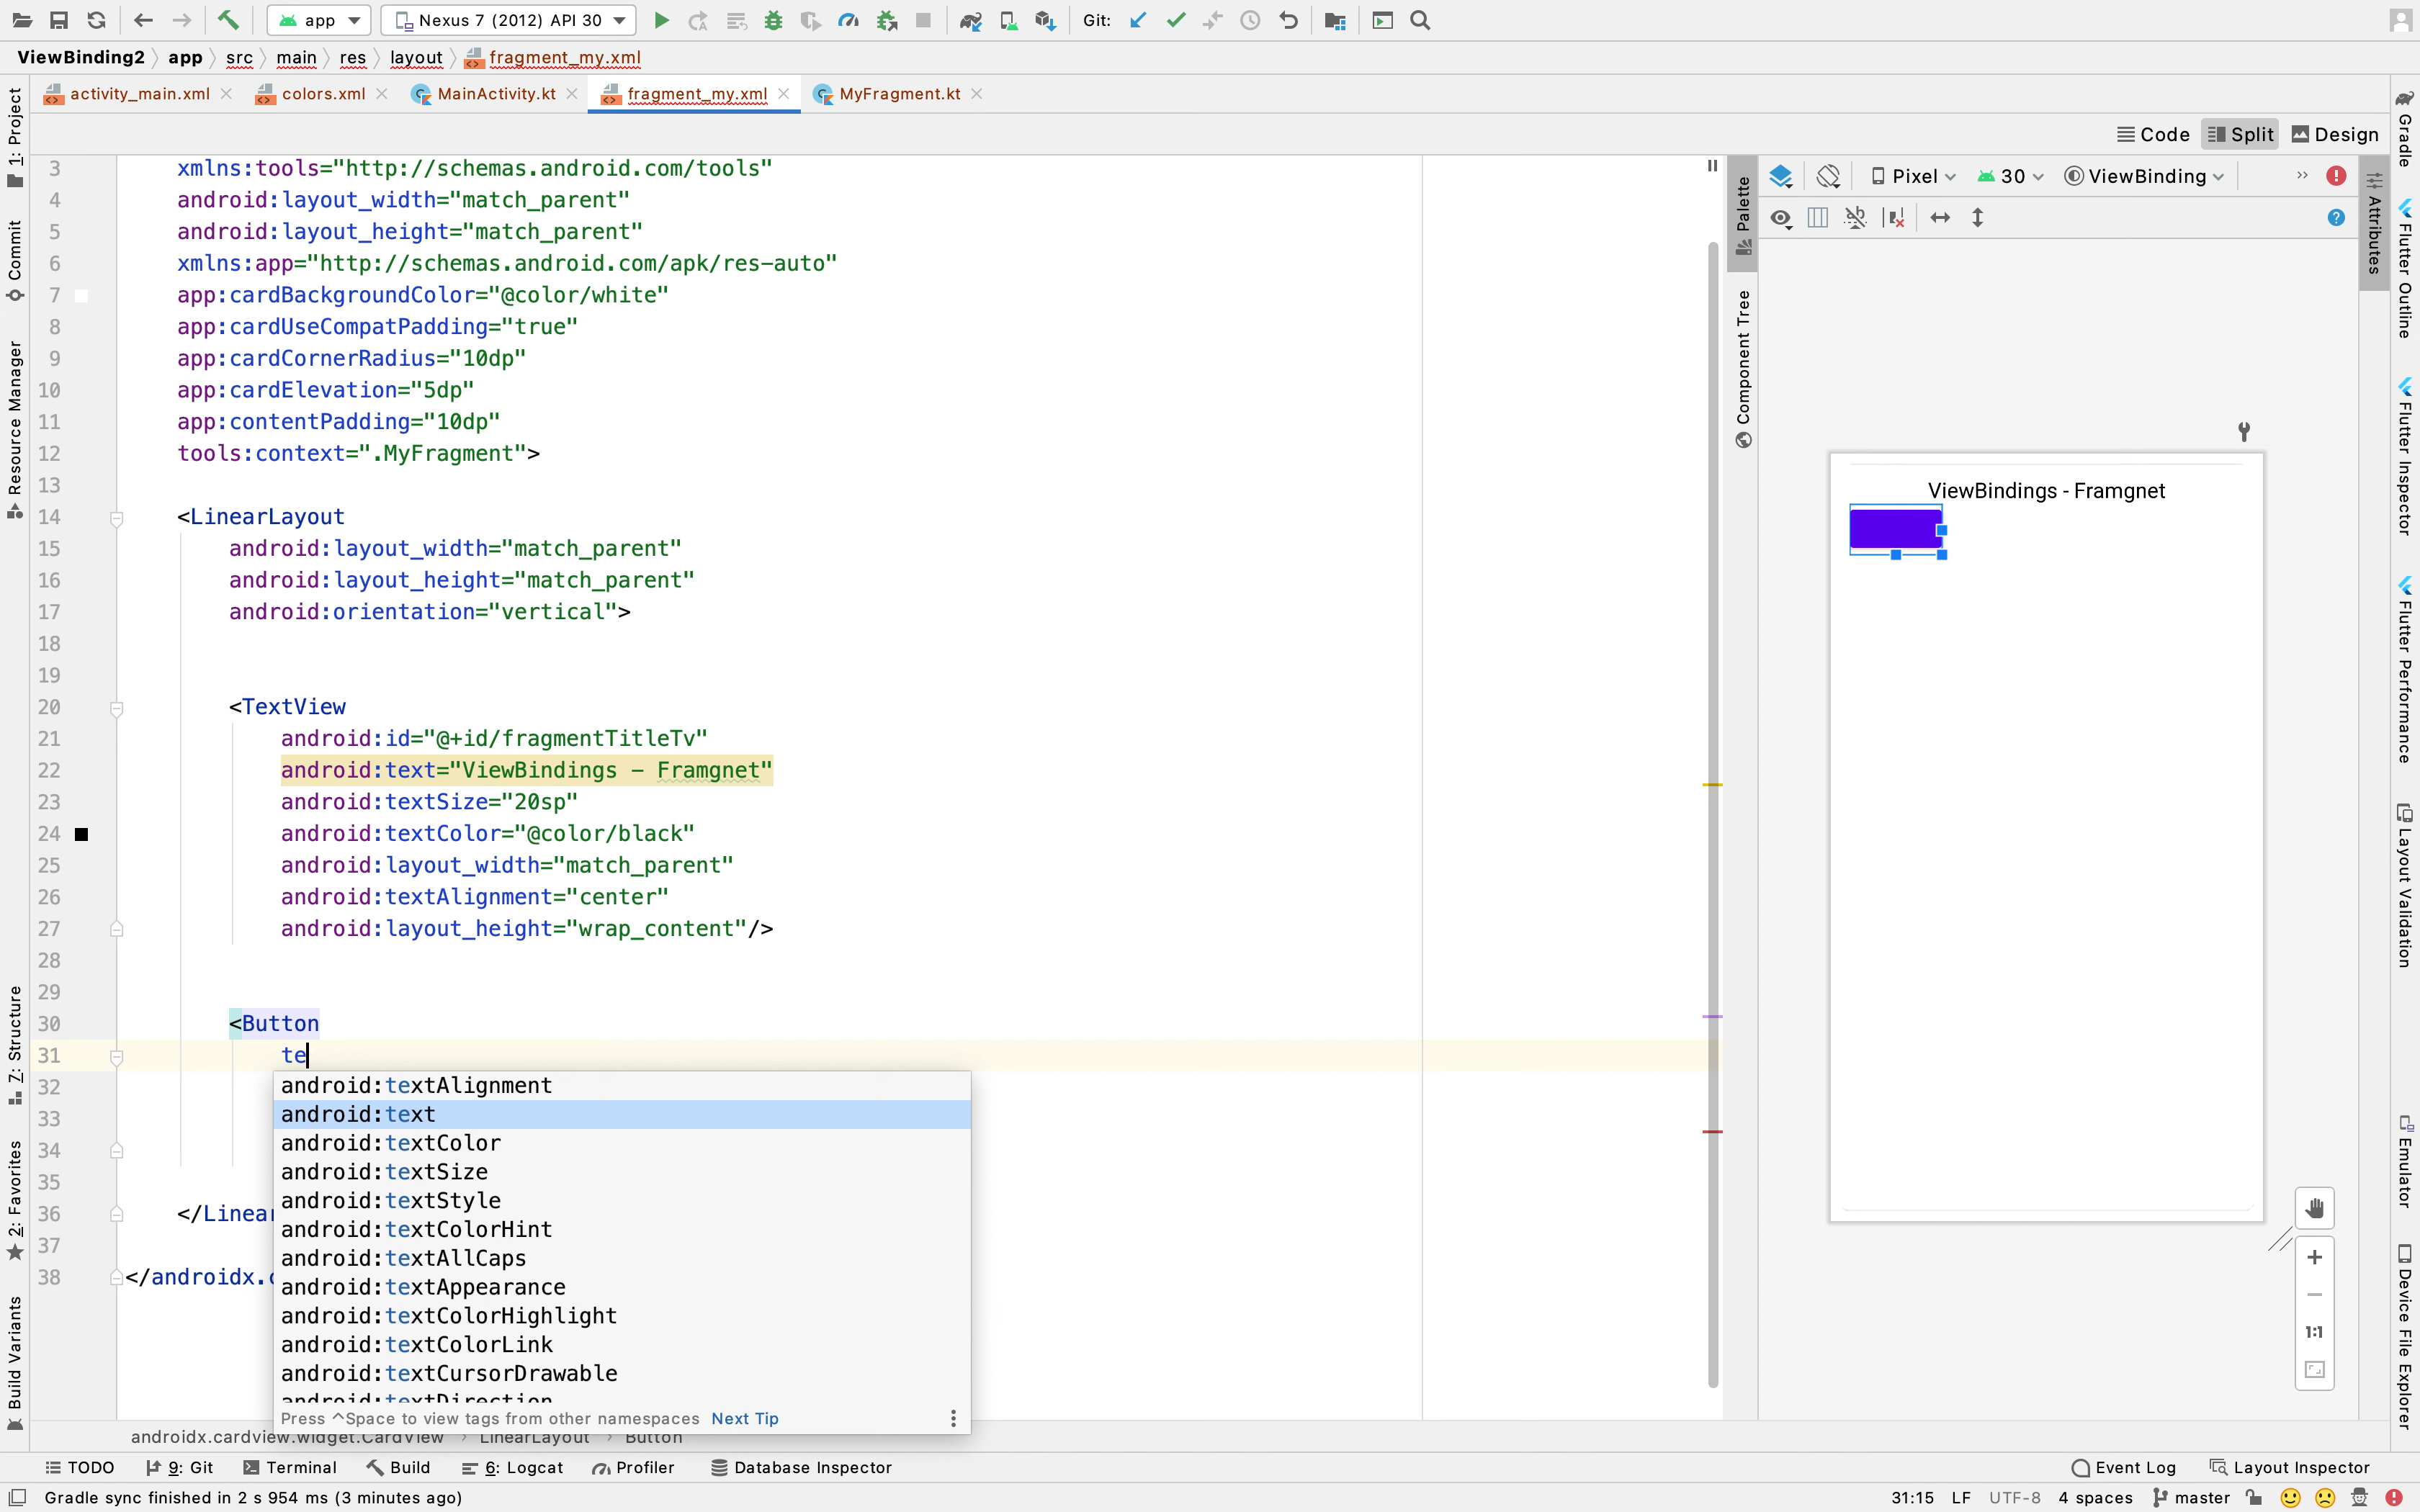 app
Nexus 7 (2012) API 30
Git:
ViewBinding2 app src main res layout fragment_my.xml
activity_main.xml
colors.xml
MainActivity.kt
fragment_my.xml
MyFragment.kt
Code
Split
Design
1: Project
Commit
Resource Manager
7: Structure
2: Favorites
Build Variants
3 xmlns:tools="http://schemas.android.com/tools"
4 android:layout_width="match_parent"
5 android:layout_height="match_parent"
6 xmlns:app="http://schemas.android.com/apk/res-auto"
7 app:cardBackgroundColor="@color/white"
8 app:cardUseCompatPadding="true"
9 app:cardCornerRadius="10dp"
10 app:cardElevation="5dp"
11 app:contentPadding="10dp"
12 tools:context=".MyFragment">
13
14 <LinearLayout
15 android:layout_width="match_parent"
16 android:layout_height="match_parent"
17 android:orientation="vertical">
18
19
20 <TextView
21 android:id="@+id/fragmentTitleTv"
22 android:text="ViewBindings – Framgnet"
23 android:textSize="20sp"
24 android:textColor="@color/black"
25 android:layout_width="match_parent"
26 android:textAlignment="center"
27 android:layout_height="wrap_content"/>
28
29
30 <Button
31 te
32
33
34
35
36 </Linear
37
38 </androidx.c
android:textAlignment
android:text
android:textColor
android:textSize
android:textStyle
android:textColorHint
android:textAllCaps
android:textAppearance
android:textColorHighlight
android:textColorLink
android:textCursorDrawable
android:textDirection
Press ^Space to view tags from other namespaces Next Tip
androidx.cardview.widget.CardView LinearLayout Button
Palette
Component Tree
Pixel
30
ViewBinding
ViewBindings - Framgnet
1:1
Attributes
Gradle
Flutter Outline
Flutter Inspector
Flutter Performance
Layout Validation
Emulator
Device File Explorer
TODO
9: Git
Terminal
Build
6: Logcat
Profiler
Database Inspector
Event Log
Layout Inspector
Gradle sync finished in 2 s 954 ms (3 minutes ago)
31:15 LF UTF-8 4 spaces master